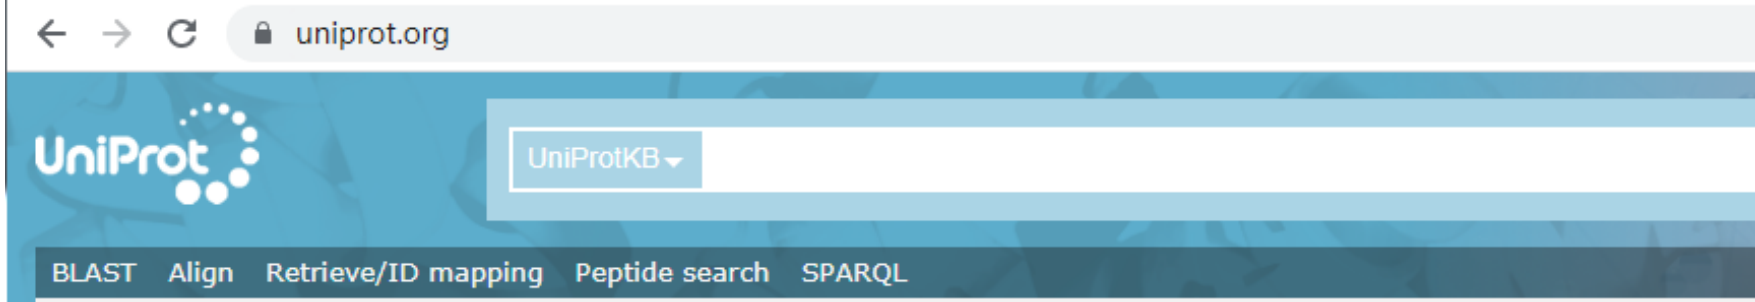 uniprot.org
UniProt
UniProtKB
BLAST Align Retrieve/ID mapping Peptide search SPARQL